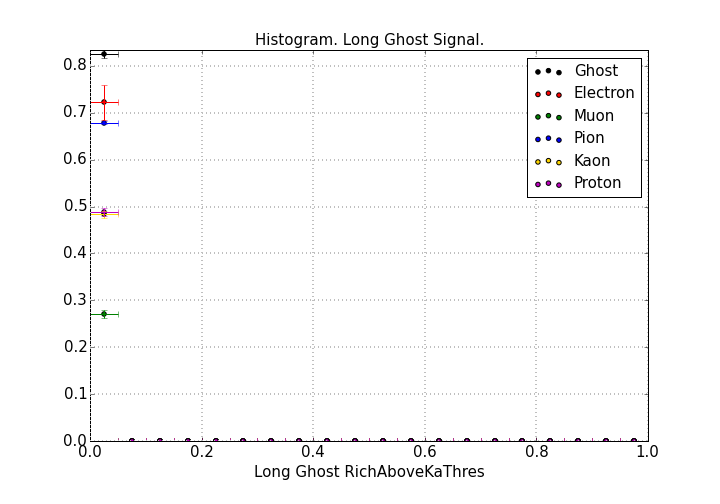 Histogram. Long Ghost Signal.
0.8
0.7
0.6
0.5
0.4
0.3
0.2
0.1
0.0
Ghost
Electron
Muon
Pion
Kaon
Proton
0.0 0.2 0.4 0.6 0.8 1.0
Long Ghost RichAboveKaThres